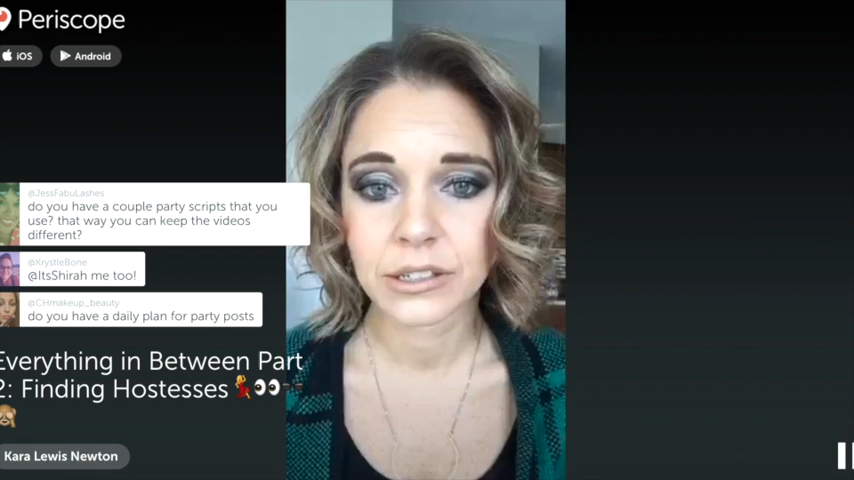 Periscope
iOS
Android
@JessFabuLashes
do you have a couple party scripts that you
use? that way you can keep the videos
different?
@KrystleBone
@ItsShirah me too!
@CHmakeup_beauty
do you have a daily plan for party posts
Everything in Between Part
2: Finding Hostesses💃👀🕶️
🙈
Kara Lewis Newton